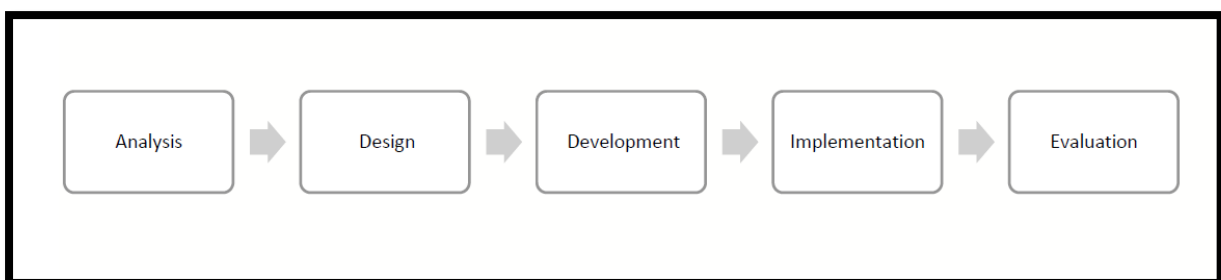 Analysis
Design
Development
Implementation
Evaluation